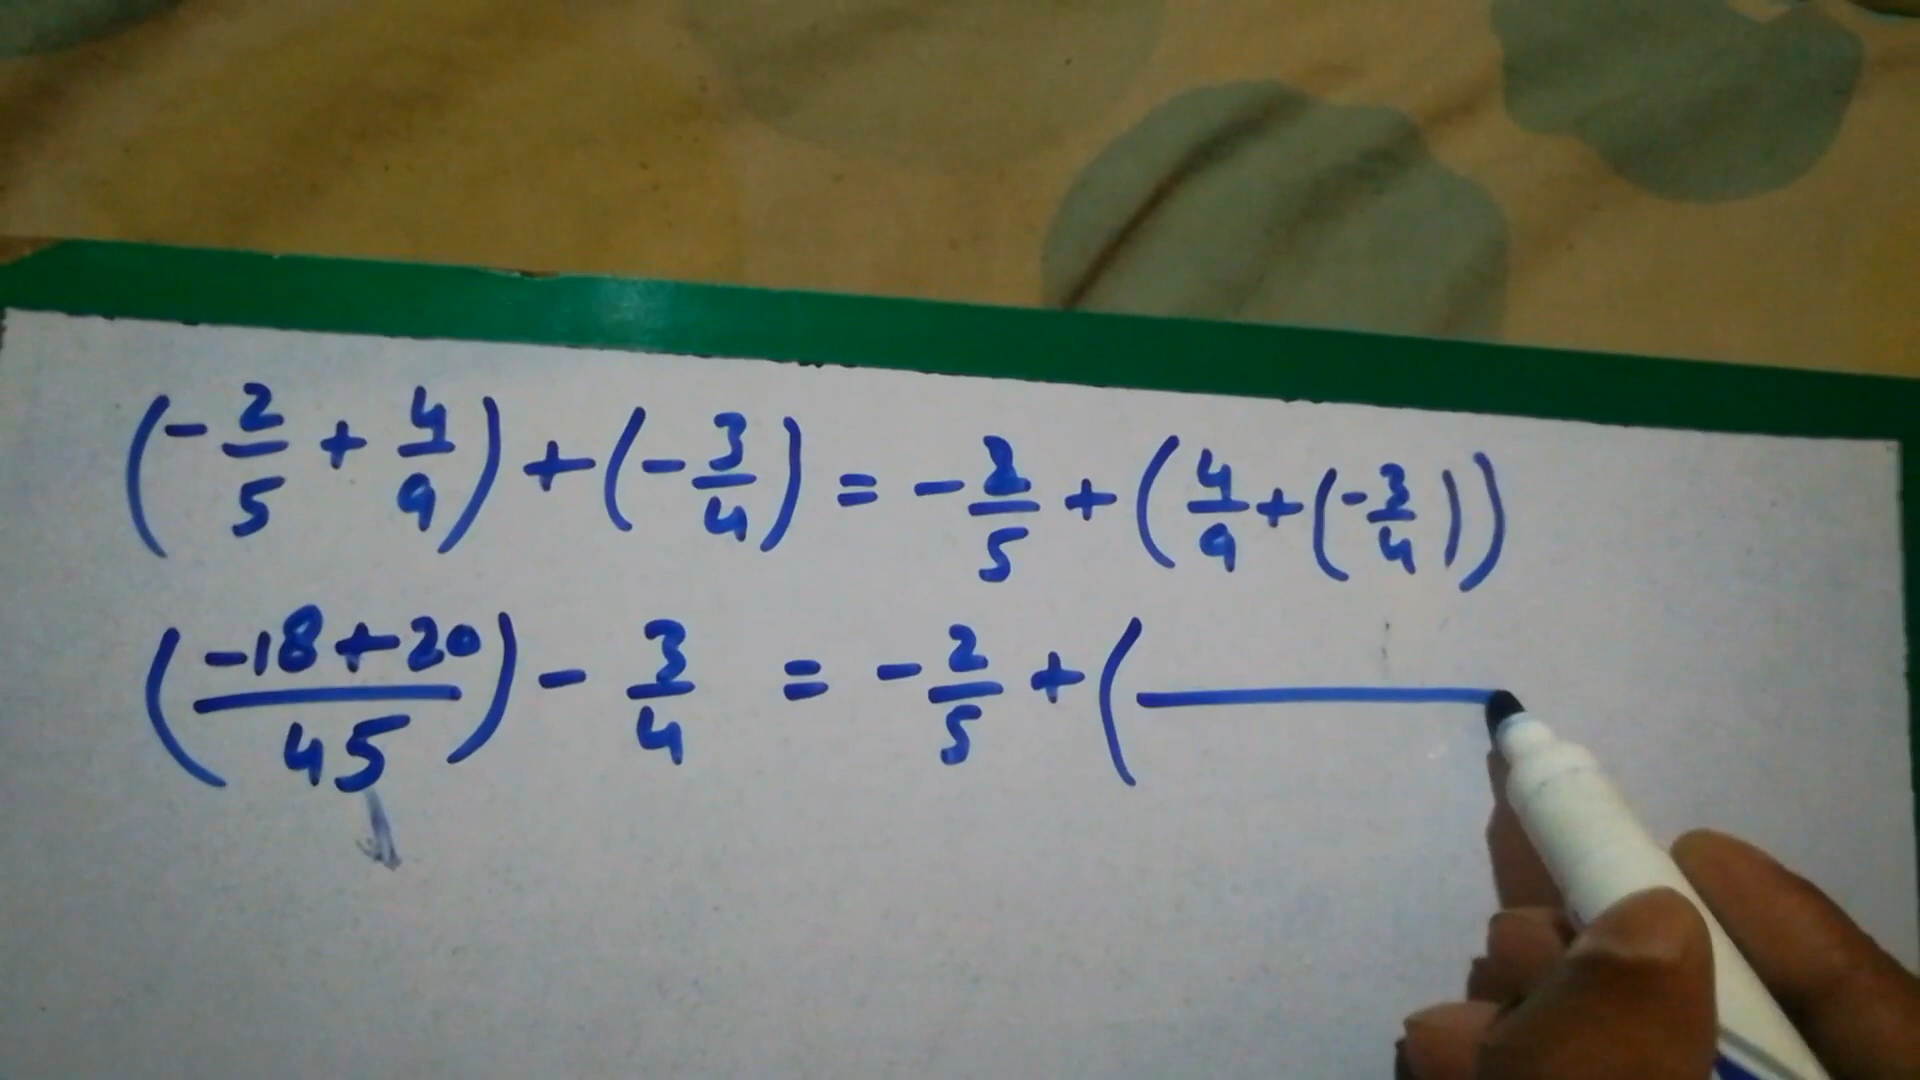 (-2/5 + 4/9) + (-3/4) = -2/5 + (4/9 + (-3/4))
(-18+20/45) - 3/4 = -2/5 + (